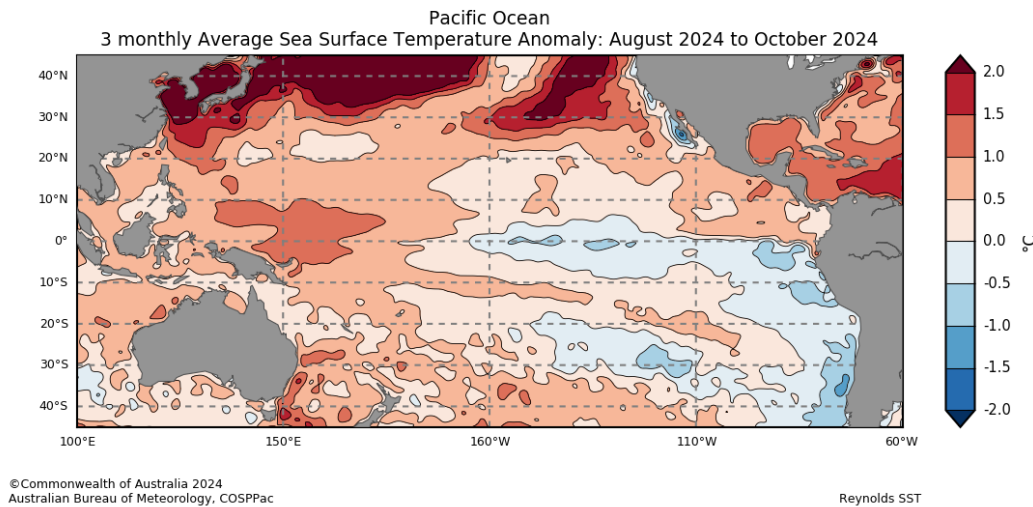 Pacific Ocean
3 monthly Average Sea Surface Temperature Anomaly: August 2024 to October 2024
40°N
30°N
20°N
10°N
0°
10°S
20°S
30°S
40°S
100°E
150°E
160°W
110°W
60°W
2.0
1.5
1.0
0.5
0.0
-0.5
-1.0
-1.5
-2.0
°C
©Commonwealth of Australia 2024
Australian Bureau of Meteorology, COSPPac
Reynolds SST